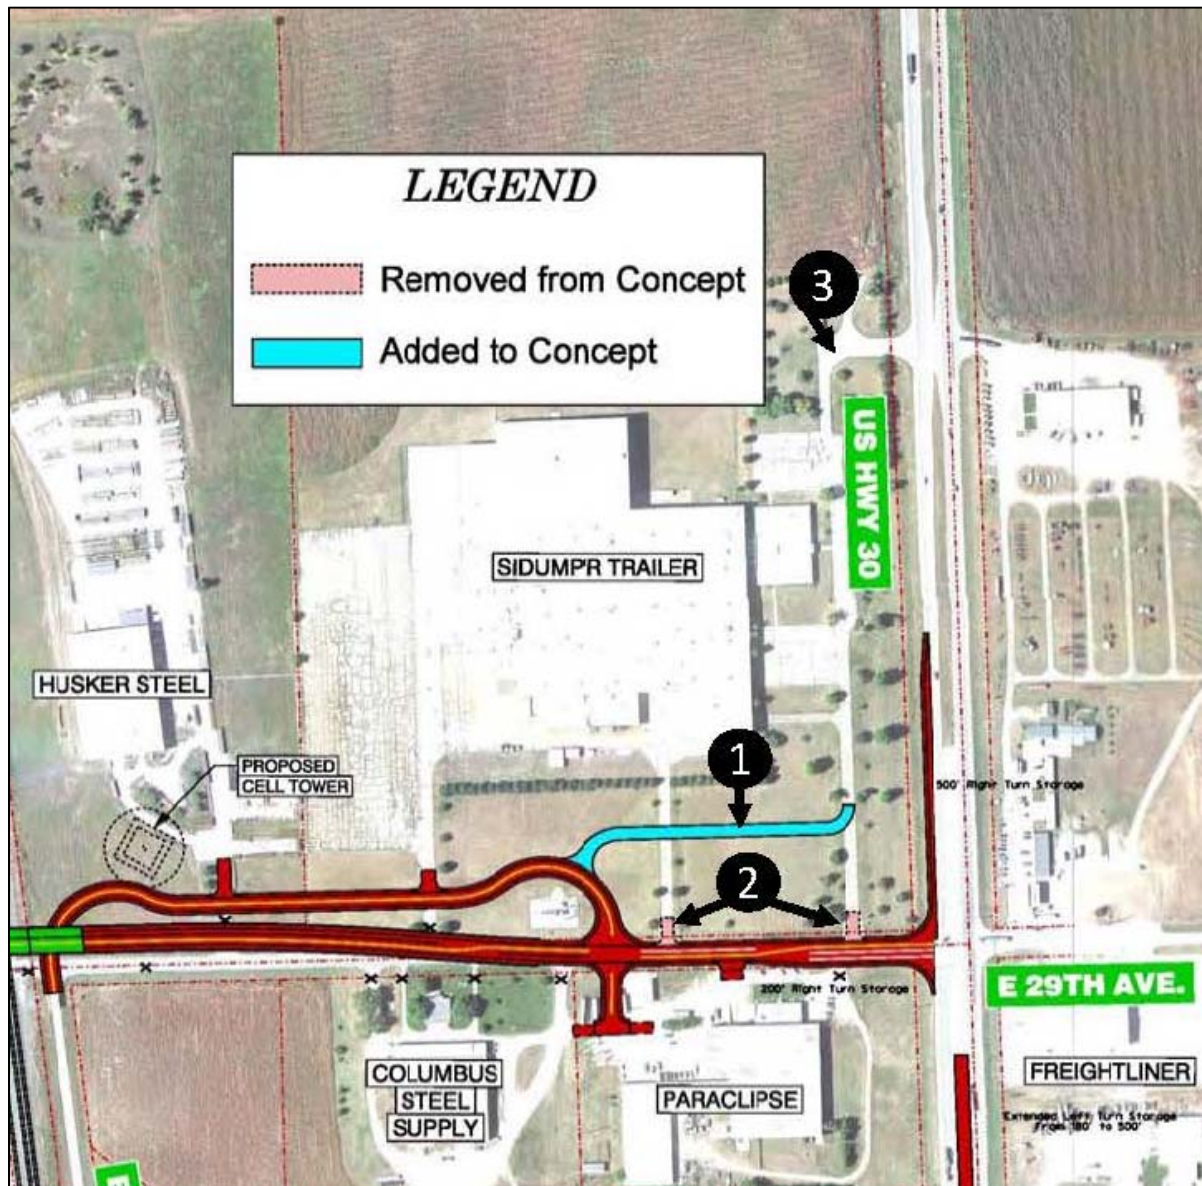 LEGEND
Removed from Concept
Added to Concept
3
US HWY 30
SIDUMP'R TRAILER
HUSKER STEEL
PROPOSED
CELL TOWER
1
500' Right Turn Storage
2
E 29TH AVE.
200' Right Turn Storage
COLUMBUS
STEEL
SUPPLY
PARACLIPSE
FREIGHTLINER
Extended Left Turn Storage
From 180' to 500'
E